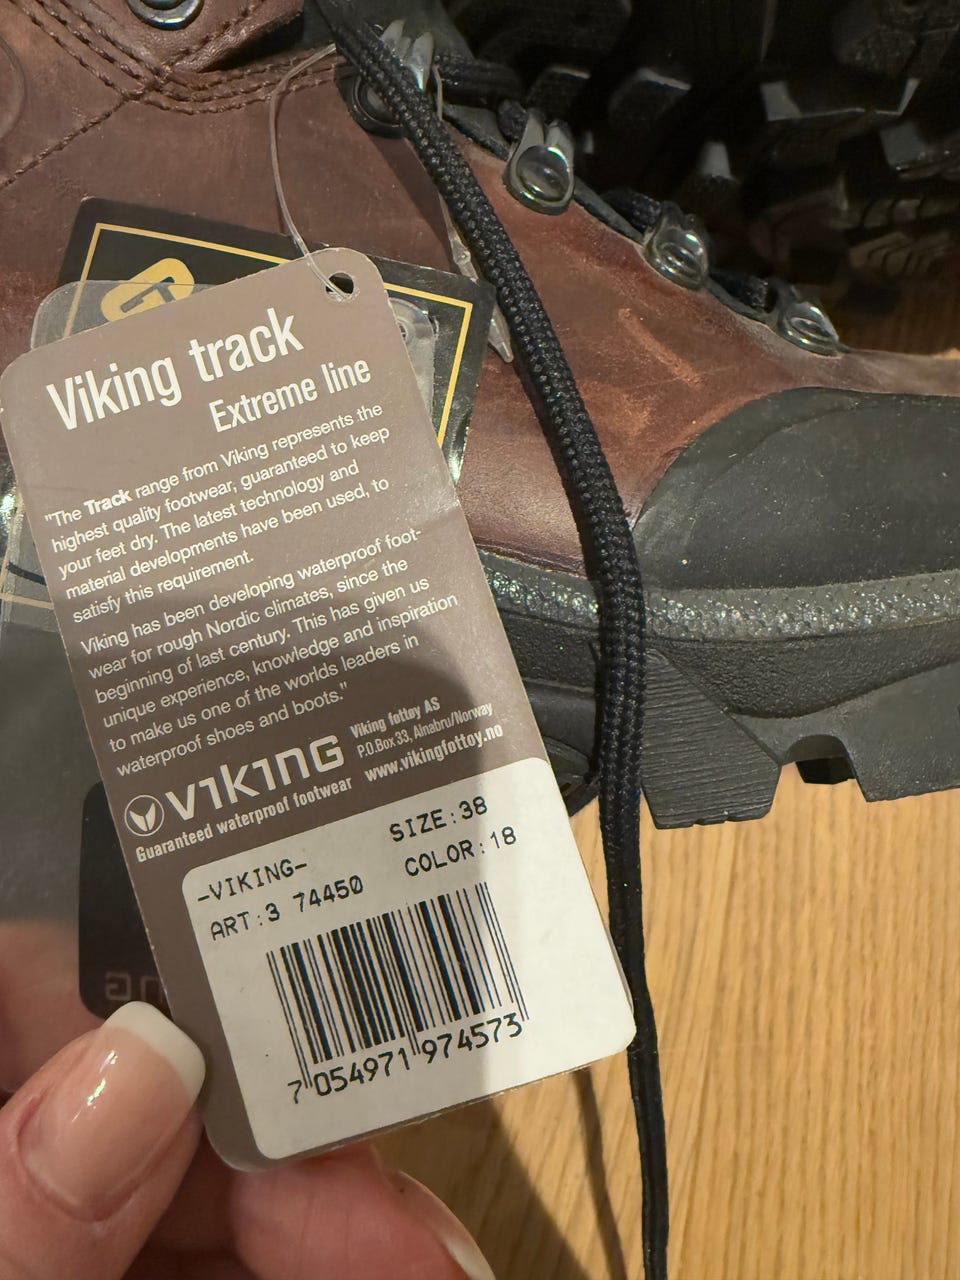 Viking track
Extreme line
"The Track range from Viking represents the
highest quality footwear, guaranteed to keep
your feet dry. The latest technology and
material developments have been used, to
satisfy this requirement.
Viking has been developing waterproof foot-
wear for rough Nordic climates, since the
beginning of last century. This has given us
unique experience, knowledge and inspiration
to make us one of the worlds leaders in
waterproof shoes and boots."
VIKING
Viking fottøy AS
P.O.Box 33, Alnabru/Norway
www.vikingfottoy.no
Guaranteed waterproof footwear
-VIKING-
SIZE:38
ART:3 74450
COLOR:18
7 054971 974573